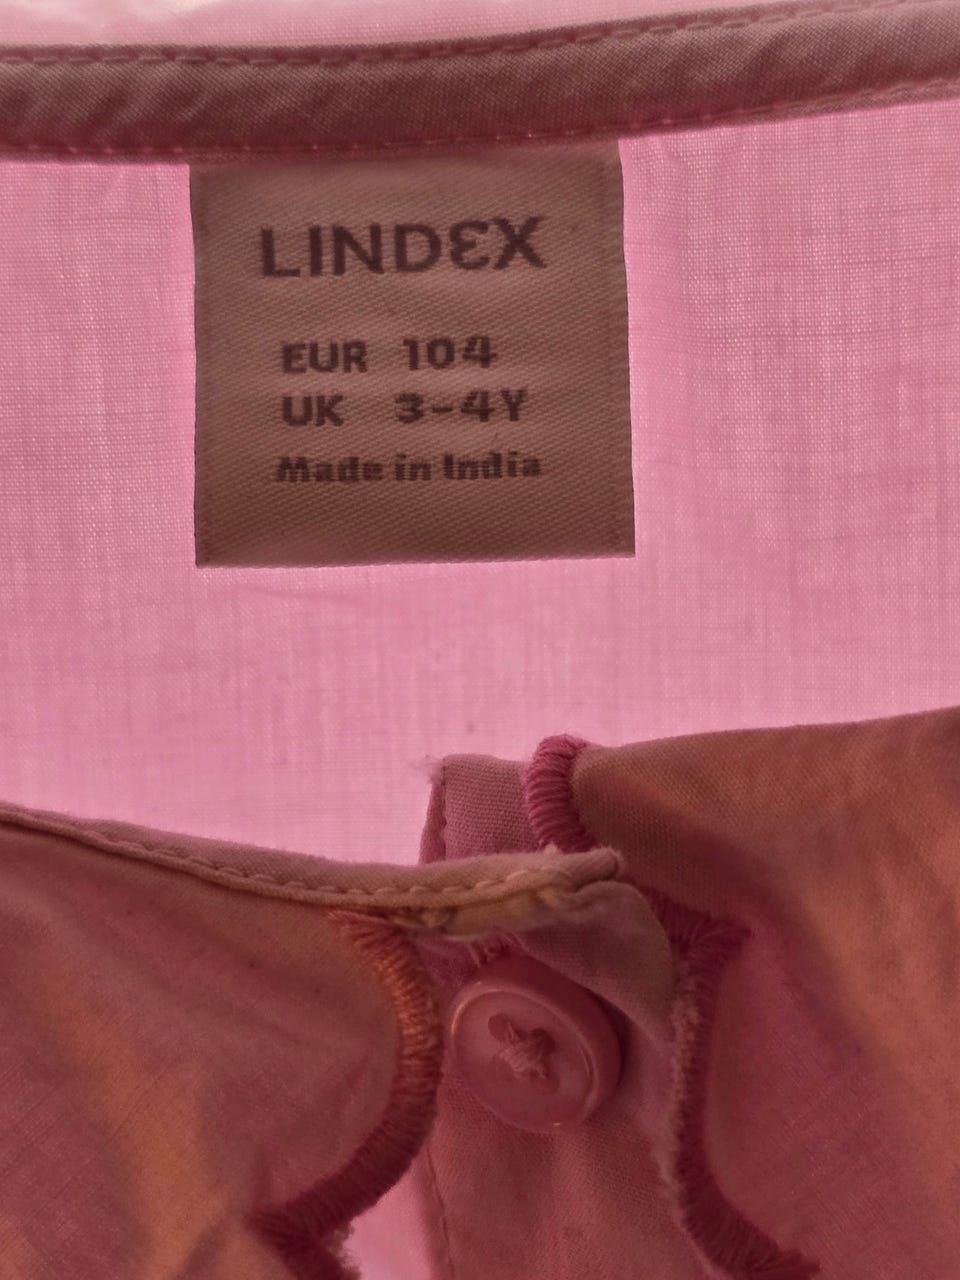 LINDEX
EUR 104
UK 3-4Y
Made in India